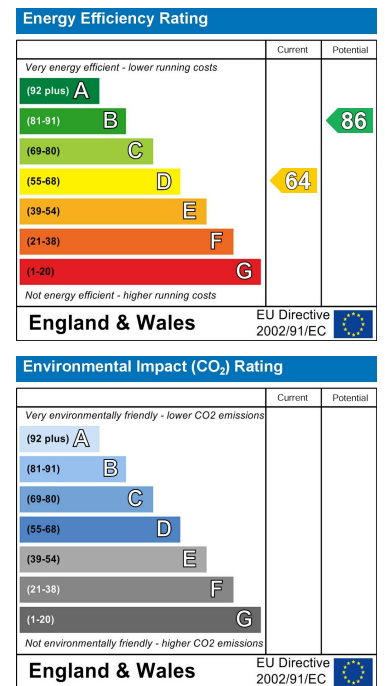 Energy Efficiency Rating
Current Potential
Very energy efficient - lower running costs
(92 plus) A
(81-91) B 86
(69-80) C
(55-68) D 64
(39-54) E
(21-38) F
(1-20) G
Not energy efficient - higher running costs
England & Wales EU Directive
2002/91/EC
Environmental Impact (CO₂) Rating
Current Potential
Very environmentally friendly - lower CO2 emissions
(92 plus) A
(81-91) B
(69-80) C
(55-68) D
(39-54) E
(21-38) F
(1-20) G
Not environmentally friendly - higher CO2 emissions
England & Wales EU Directive
2002/91/EC